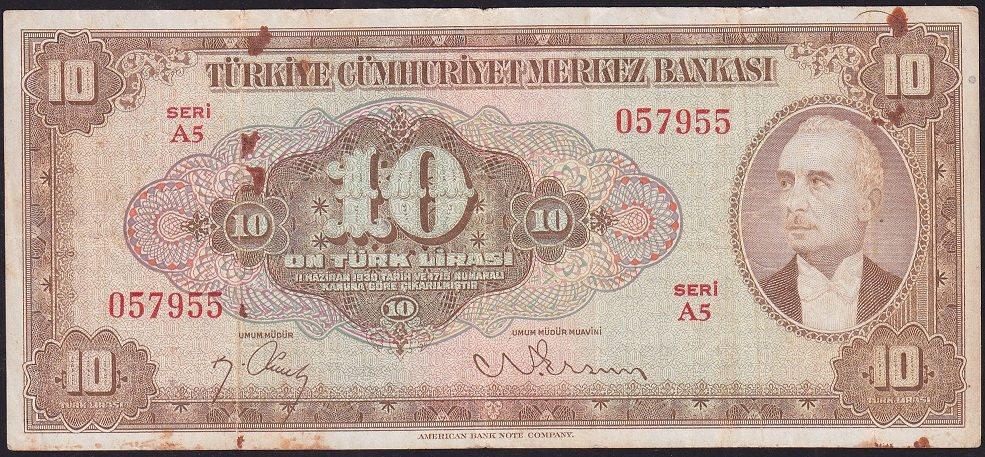 TÜRKİYE CÜMHURİYET MERKEZ BANKASI
10
10
SERİ
A5
057955
10
10
10
ON TÜRK LİRASI
11 HAZİRAN 1930 TARİH VE 1715 NUMARALI
KANUNA GÖRE ÇIKARILMIŞTIR
057955
10
SERİ
A5
UMUM MÜDÜR
UMUM MÜDÜR MUAVİNİ
10
TÜRK LİRASI
10
TÜRK LİRASI
AMERICAN BANK NOTE COMPANY.